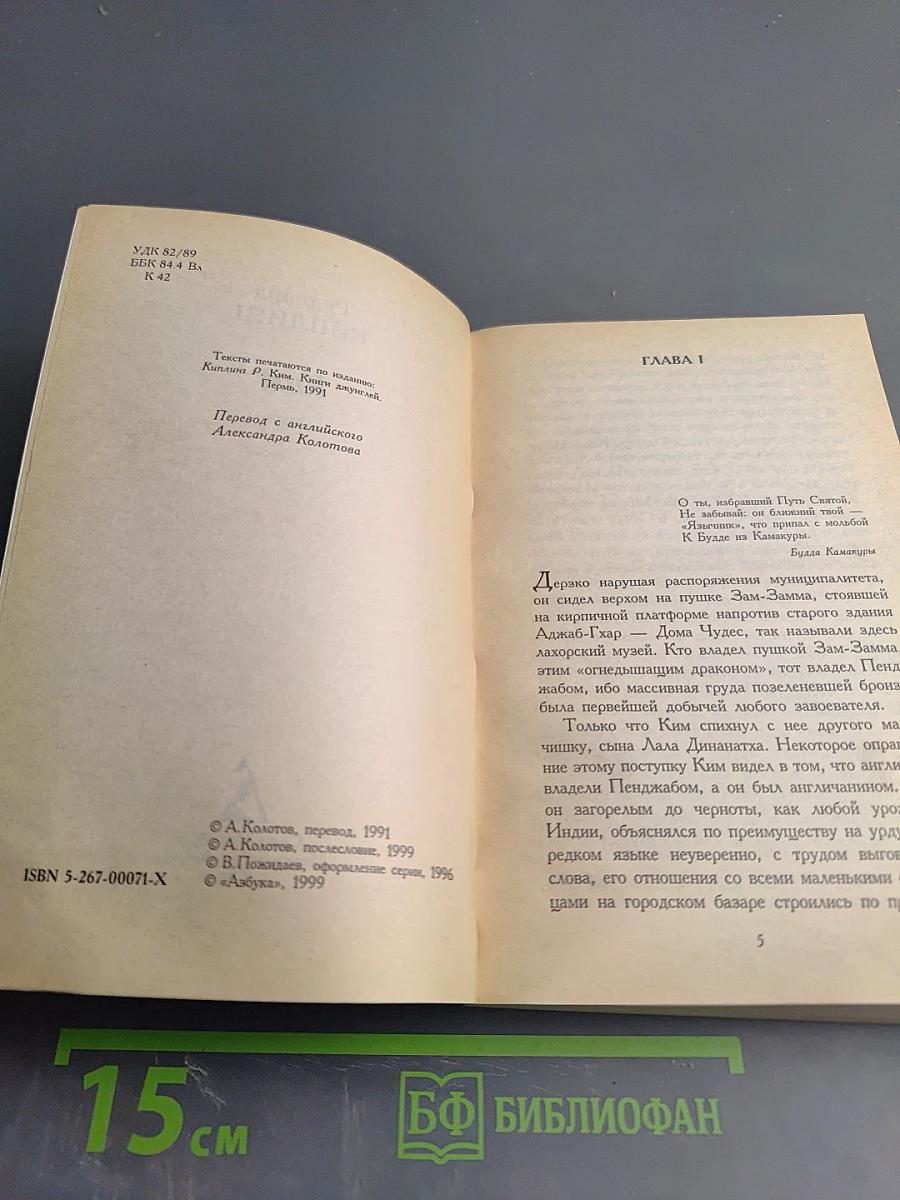 УДК 82/89
ББК 84.4 Вл
К 42
Тексты печатаются по изданию:
Киплинг Р. Ким. Книги джунглей.
Пермь, 1991
Перевод с английского
Александра Колотова
© А. Колотов, перевод, 1991
© А. Колотов, послесловие, 1999
© В. Пожидаев, оформление серии, 1996
© «Азбука», 1999
ISBN 5-267-00071-X
ГЛАВА 1
О ты, избравший Путь Святой,
Не забывай: он ближний твой —
«Язычник», что припал с мольбой
К Будде из Камакуры.
Будда Камакуры
Дерзко нарушая распоряжения муниципалитета,
он сидел верхом на пушке Зам-Замма, стоявшей
на кирпичной платформе напротив старого здания
Аджаб-Гхар — Дома Чудес, так называли здесь
лахорский музей. Кто владел пушкой Зам-Замма,
этим «огнедышащим драконом», тот владел Пенд
жабом, ибо массивная груда позеленевшей бронз
была первейшей добычей любого завоевателя.
Только что Ким спихнул с нее другого ма
чишку, сына Лала Динанатха. Некоторое оправ
ние этому поступку Ким видел в том, что англи
владели Пенджабом, а он был англичанином.
он загорелым до черноты, как любой уро
Индии, объяснялся по преимуществу на урду
редком языке неуверенно, с трудом выгов
слова, его отношения со всеми маленькими
цами на городском базаре строились по п
5
15 см
БФ БИБЛИОФАН